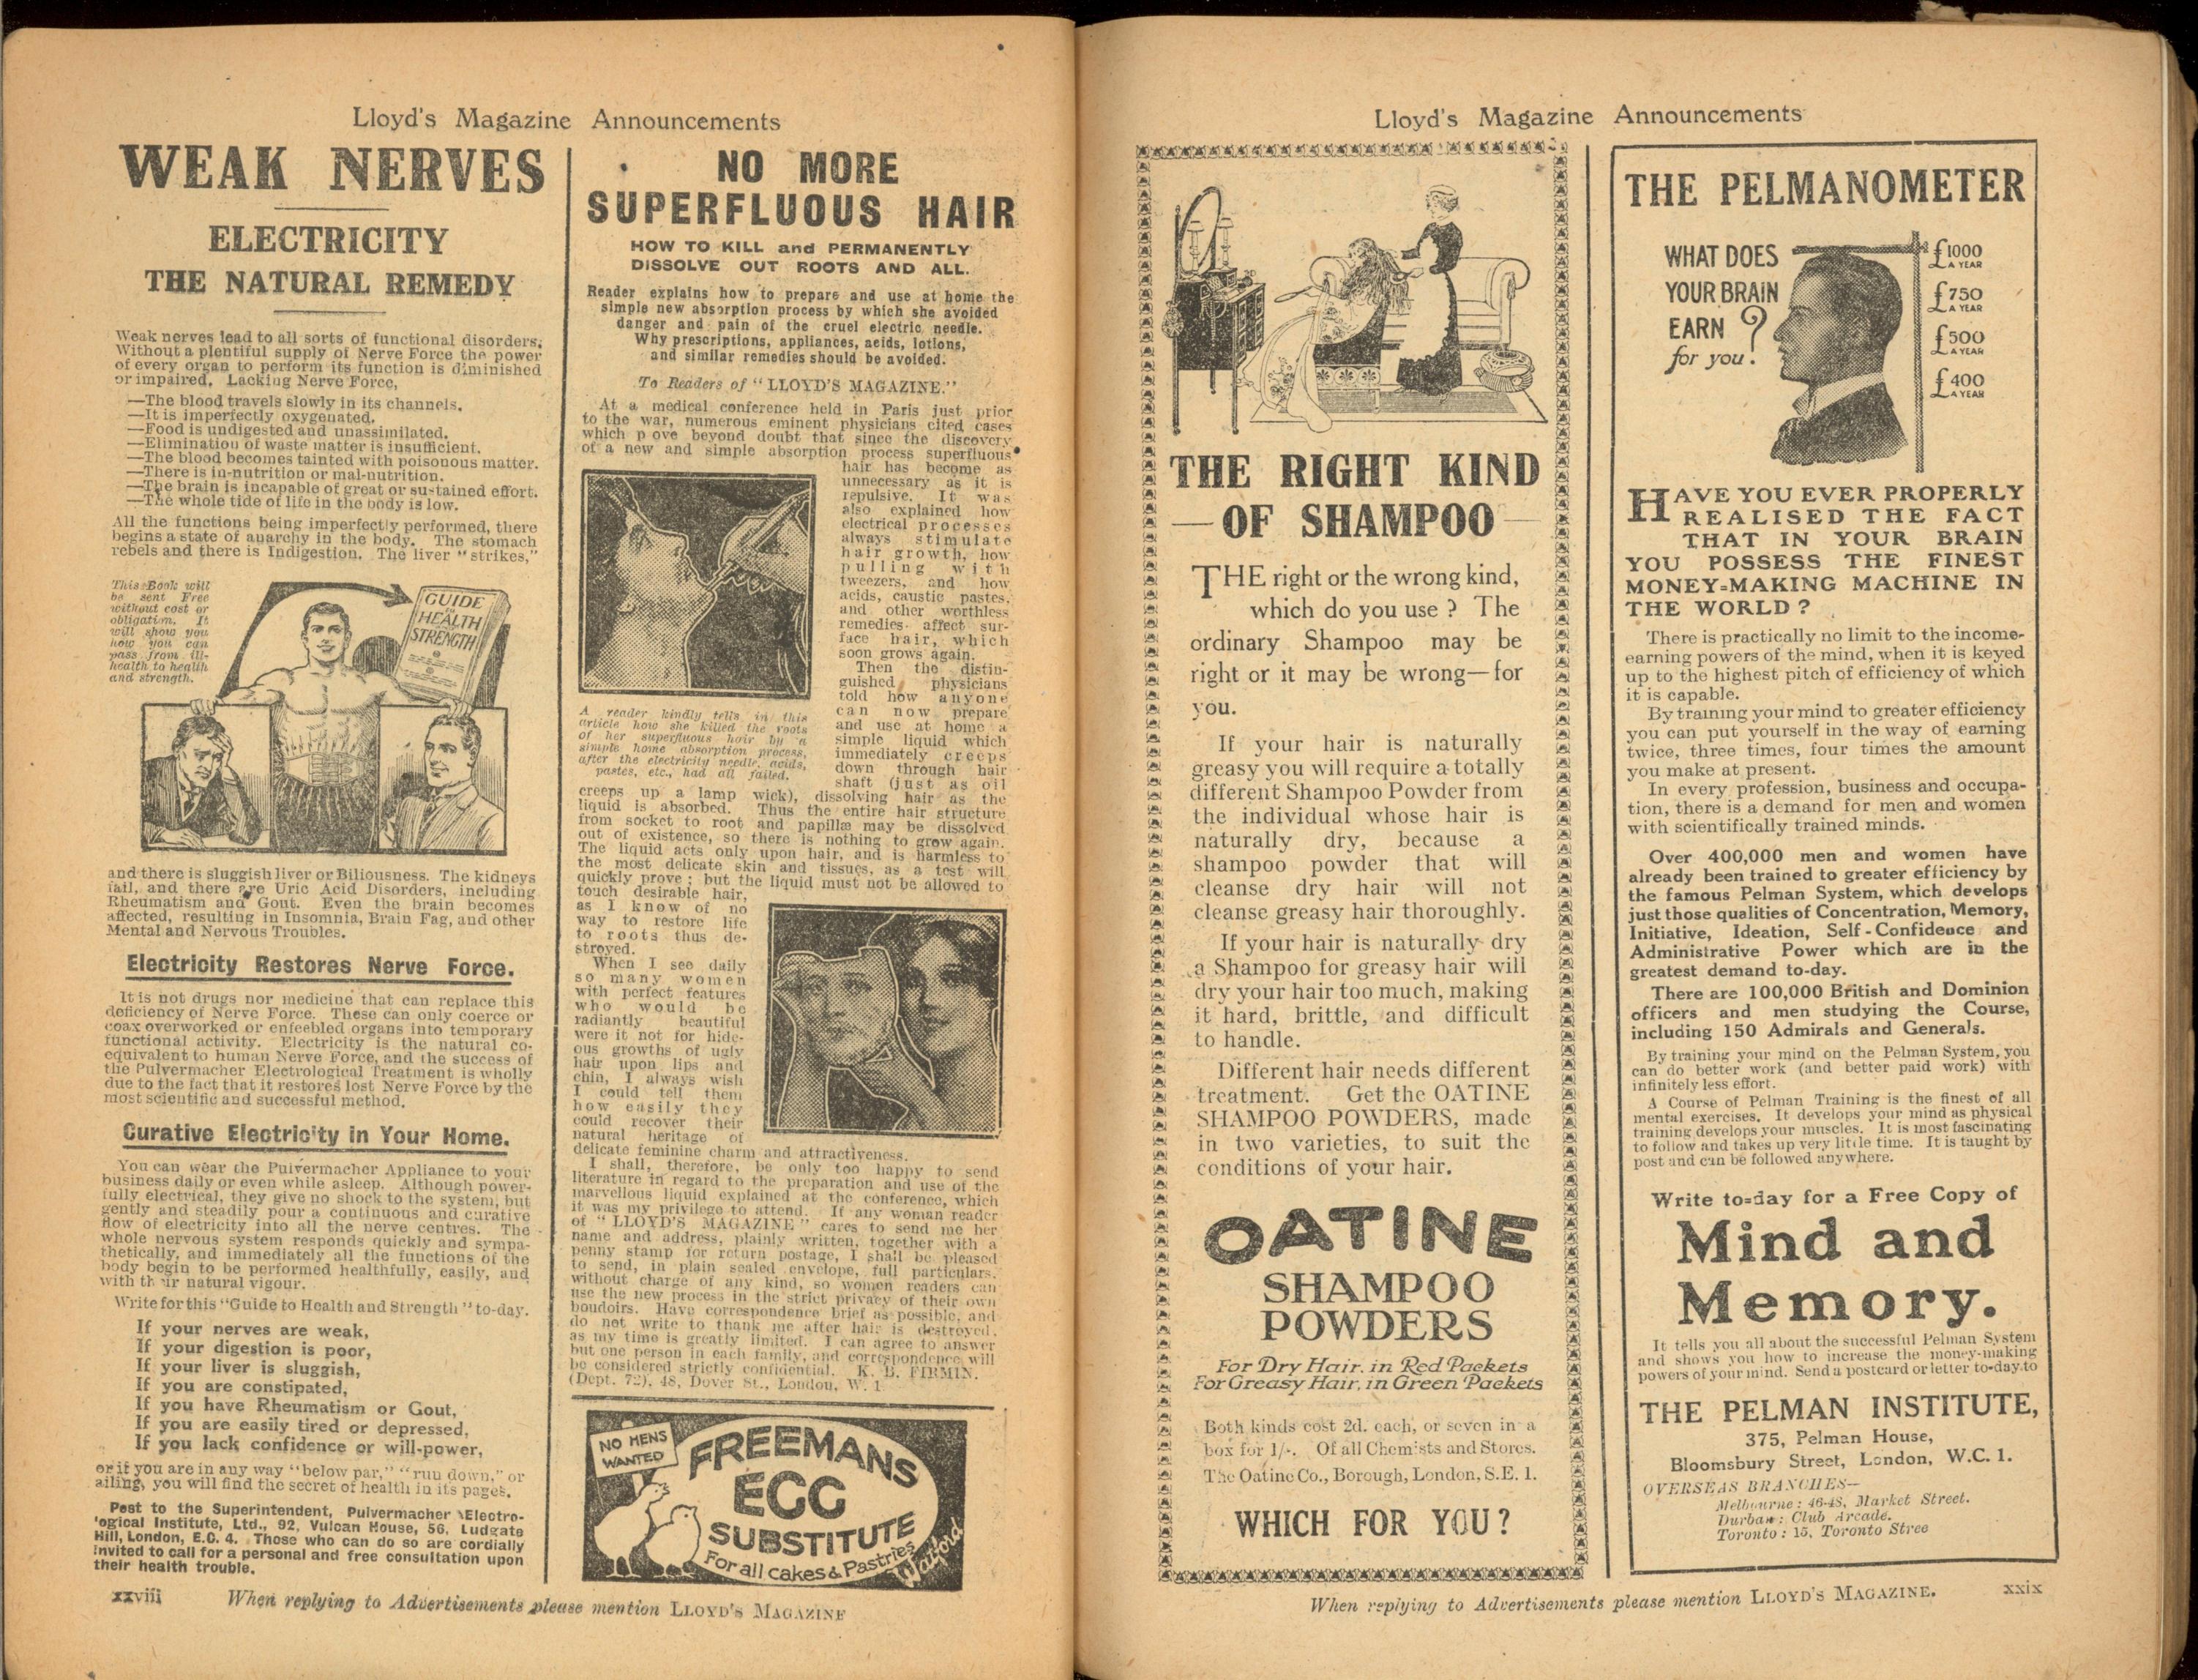 Lloyd's Magazine Announcements
WEAK NERVES
ELECTRICITY
THE NATURAL REMEDY
Weak nerves lead to all sorts of functional disorders.
Without a plentiful supply of Nerve Force the power
of every organ to perform its function is diminished
or impaired. Lacking Nerve Force,
—The blood travels slowly in its channels.
—It is imperfectly oxygenated.
—Food is undigested and unassimilated.
—Elimination of waste matter is insufficient.
—The blood becomes tainted with poisonous matter.
—There is in-nutrition or mal-nutrition.
—The brain is incapable of great or sustained effort.
—The whole tide of life in the body is low.
All the functions being imperfectly performed, there
begins a state of anarchy in the body. The stomach
rebels and there is Indigestion. The liver "strikes,"
This Book will
be sent Free
without cost or
obligation. It
will show you
how you can
pass from ill-
health to health
and strength.
GUIDE
TO
HEALTH
STRENGTH
and there is sluggish liver or Biliousness. The kidneys
fail, and there are Uric Acid Disorders, including
Rheumatism and Gout. Even the brain becomes
affected, resulting in Insomnia, Brain Fag, and other
Mental and Nervous Troubles.
Electricity Restores Nerve Force.
It is not drugs nor medicine that can replace this
deficiency of Nerve Force. These can only coerce or
coax overworked or enfeebled organs into temporary
functional activity. Electricity is the natural co-
equivalent to human Nerve Force, and the success of
the Pulvermacher Electrological Treatment is wholly
due to the fact that it restores lost Nerve Force by the
most scientific and successful method.
Curative Electricity in Your Home.
You can wear the Pulvermacher Appliance to your
business daily or even while asleep. Although power-
fully electrical, they give no shock to the system, but
gently and steadily pour a continuous and curative
flow of electricity into all the nerve centres. The
whole nervous system responds quickly and sympa-
thetically, and immediately all the functions of the
body begin to be performed healthfully, easily, and
with their natural vigour.
Write for this "Guide to Health and Strength" to-day.
If your nerves are weak,
If your digestion is poor,
If your liver is sluggish,
If you are constipated,
If you have Rheumatism or Gout,
If you are easily tired or depressed,
If you lack confidence or will-power,
or if you are in any way "below par," "run down," or
ailing, you will find the secret of health in its pages.
Post to the Superintendent, Pulvermacher Electro-
logical Institute, Ltd., 92, Vulcan House, 56, Ludgate
Hill, London, E.C. 4. Those who can do so are cordially
invited to call for a personal and free consultation upon
their health trouble.
NO MORE
SUPERFLUOUS HAIR
HOW TO KILL and PERMANENTLY
DISSOLVE OUT ROOTS AND ALL.
Reader explains how to prepare and use at home the
simple new absorption process by which she avoided
danger and pain of the cruel electric needle.
Why prescriptions, appliances, acids, lotions,
and similar remedies should be avoided.
To Readers of "LLOYD'S MAGAZINE."
At a medical conference held in Paris just prior
to the war, numerous eminent physicians cited cases
which p ove beyond doubt that since the discovery
of a new and simple absorption process superfluous
hair has become as
unnecessary as it is
repulsive. It was
also explained how
electrical processes
always stimulate
hair growth, how
pulling with
tweezers, and how
acids, caustic pastes,
and other worthless
remedies affect sur-
face hair, which
soon grows again.
Then the distin-
guished physicians
told how anyone
can now prepare
and use at home a
simple liquid which
immediately creeps
down through hair
shaft (just as oil
A reader kindly tells in this
article how she killed the roots
of her superfluous hair by a
simple home absorption process,
after the electricity needle, acids,
pastes, etc., had all failed.
creeps up a lamp wick), dissolving hair as the
liquid is absorbed. Thus the entire hair structure
from socket to root and papillæ may be dissolved
out of existence, so there is nothing to grow again.
The liquid acts only upon hair, and is harmless to
the most delicate skin and tissues, as a test will
quickly prove; but the liquid must not be allowed to
touch desirable hair,
as I know of no
way to restore life
to roots thus de-
stroyed.
When I see daily
so many women
with perfect features
who would be
radiantly beautiful
were it not for hide-
ous growths of ugly
hair upon lips and
chin, I always wish
I could tell them
how easily they
could recover their
natural heritage of
delicate feminine charm and attractiveness.
I shall, therefore, be only too happy to send
literature in regard to the preparation and use of the
marvellous liquid explained at the conference, which
it was my privilege to attend. If any woman reader
of "LLOYD'S MAGAZINE" cares to send me her
name and address, plainly written, together with a
penny stamp for return postage, I shall be pleased
to send, in plain sealed envelope, full particulars,
without charge of any kind, so women readers can
use the new process in the strict privacy of their own
boudoirs. Have correspondence brief as possible, and
do not write to thank me after hair is destroyed,
as my time is greatly limited. I can agree to answer
but one person in each family, and correspondence will
be considered strictly confidential. K. B. FIRMIN.
(Dept. 72), 48, Dover St., London, W. 1
NO HENS
WANTED
FREEMANS
EGG
SUBSTITUTE
For all cakes & Pastries
Watford
xxviii
When replying to Advertisements please mention LLOYD'S MAGAZINE
Lloyd's Magazine Announcements
THE RIGHT KIND
— OF SHAMPOO —
THE right or the wrong kind,
which do you use? The
ordinary Shampoo may be
right or it may be wrong—for
you.
If your hair is naturally
greasy you will require a totally
different Shampoo Powder from
the individual whose hair is
naturally dry, because a
shampoo powder that will
cleanse dry hair will not
cleanse greasy hair thoroughly.
If your hair is naturally dry
a Shampoo for greasy hair will
dry your hair too much, making
it hard, brittle, and difficult
to handle.
Different hair needs different
treatment. Get the OATINE
SHAMPOO POWDERS, made
in two varieties, to suit the
conditions of your hair.
OATINE
SHAMPOO
POWDERS
For Dry Hair, in Red Packets
For Greasy Hair, in Green Packets
Both kinds cost 2d. each, or seven in a
box for 1/-. Of all Chemists and Stores.
The Oatine Co., Borough, London, S.E. 1.
WHICH FOR YOU?
THE PELMANOMETER
WHAT DOES
YOUR BRAIN
EARN ?
for you?
£1000
A YEAR
£750
A YEAR
£500
A YEAR
£400
A YEAR
HAVE YOU EVER PROPERLY
REALISED THE FACT
THAT IN YOUR BRAIN
YOU POSSESS THE FINEST
MONEY-MAKING MACHINE IN
THE WORLD?
There is practically no limit to the income-
earning powers of the mind, when it is keyed
up to the highest pitch of efficiency of which
it is capable.
By training your mind to greater efficiency
you can put yourself in the way of earning
twice, three times, four times the amount
you make at present.
In every profession, business and occupa-
tion, there is a demand for men and women
with scientifically trained minds.
Over 400,000 men and women have
already been trained to greater efficiency by
the famous Pelman System, which develops
just those qualities of Concentration, Memory,
Initiative, Ideation, Self-Confidence and
Administrative Power which are in the
greatest demand to-day.
There are 100,000 British and Dominion
officers and men studying the Course,
including 150 Admirals and Generals.
By training your mind on the Pelman System, you
can do better work (and better paid work) with
infinitely less effort.
A Course of Pelman Training is the finest of all
mental exercises. It develops your mind as physical
training develops your muscles. It is most fascinating
to follow and takes up very little time. It is taught by
post and can be followed anywhere.
Write to-day for a Free Copy of
Mind and
Memory.
It tells you all about the successful Pelman System
and shows you how to increase the money-making
powers of your mind. Send a postcard or letter to-day to
THE PELMAN INSTITUTE,
375, Pelman House,
Bloomsbury Street, London, W.C. 1.
OVERSEAS BRANCHES—
Melbourne: 46-48, Market Street.
Durban: Club Arcade.
Toronto: 15, Toronto Stree
When replying to Advertisements please mention LLOYD'S MAGAZINE.
xxix